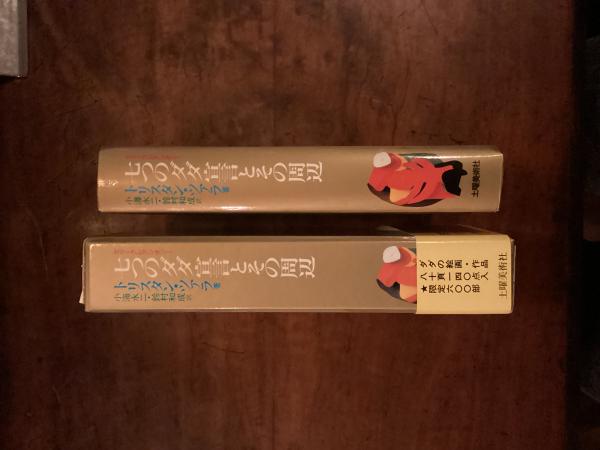 七つのダダ宣言とその周辺
トリスタン・ツァラ著
小海永二・鈴村和成訳
土曜美術社
七つのダダ宣言とその周辺
トリスタン・ツァラ著
小海永二・鈴村和成訳
ダダの絵画・作品
八十頁一四〇点入
★限定六〇〇部
土曜美術社